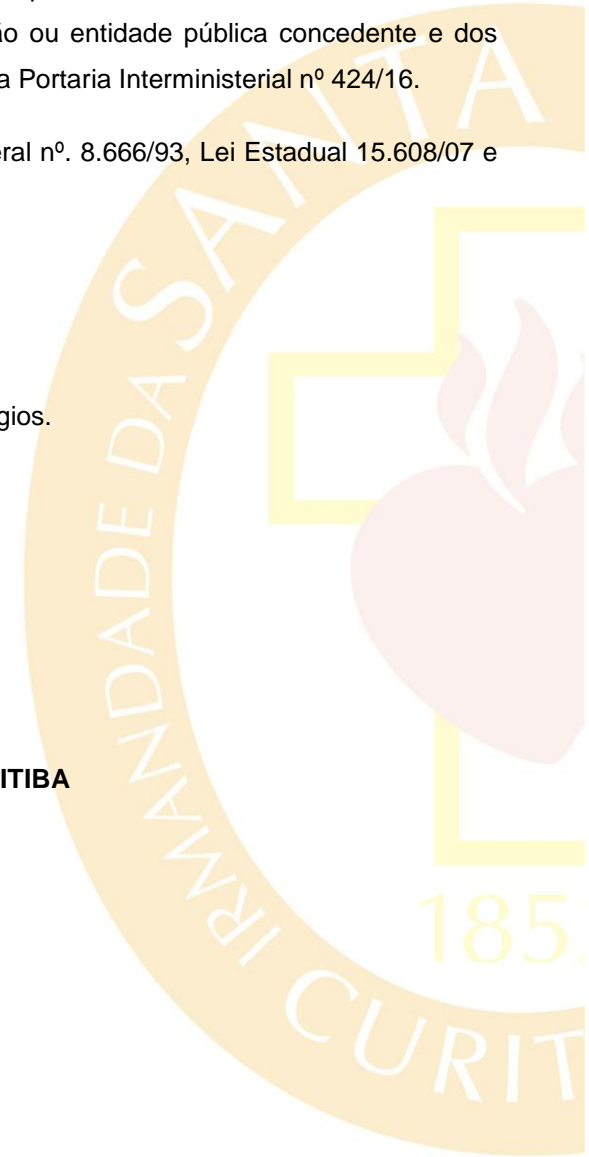 ão ou entidade pública concedente e dos
a Portaria Interministerial nº 424/16.
eral nº. 8.666/93, Lei Estadual 15.608/07 e
gios.
ITIBA
IRMANDADE DA SANTA
1852
CURIT